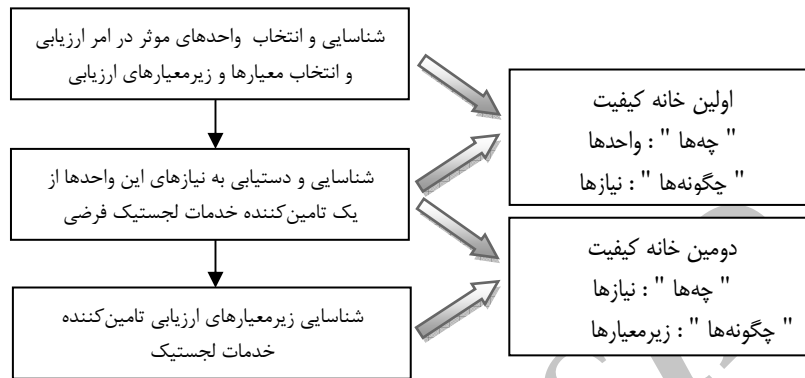 شناسایی و انتخاب واحدهای موثر در امر ارزیابی
و انتخاب معیارها و زیرمعیارهای ارزیابی
شناسایی و دستیابی به نیازهای این واحدها از
یک تامین‌کننده خدمات لجستیک فرضی
شناسایی زیرمعیارهای ارزیابی تامین‌کننده
خدمات لجستیک
اولین خانه کیفیت
" چه‌ها " : واحدها
" چگونه‌ها " : نیازها
دومین خانه کیفیت
" چه‌ها " : نیازها
" چگونه‌ها " : زیرمعیارها